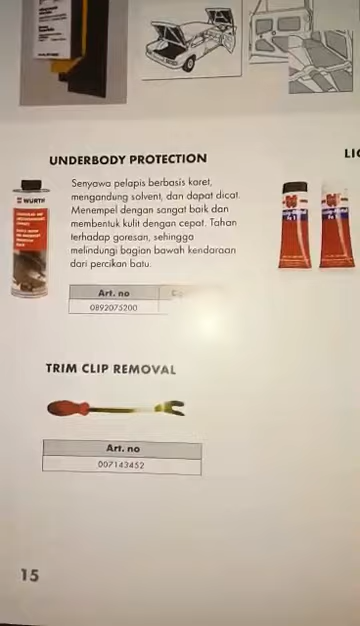 UNDERBODY PROTECTION
WÜRTH
Senyawa pelapis berbasis karet,
mengandung solvent, dan dapat dicat.
Menempel dengan sangat baik dan
membentuk kulit dengan cepat. Tahan
terhadap goresan, sehingga
melindungi bagian bawah kendaraan
dari percikan batu.
Art. no
0892075200
TRIM CLIP REMOVAL
Art. no
007143452
15